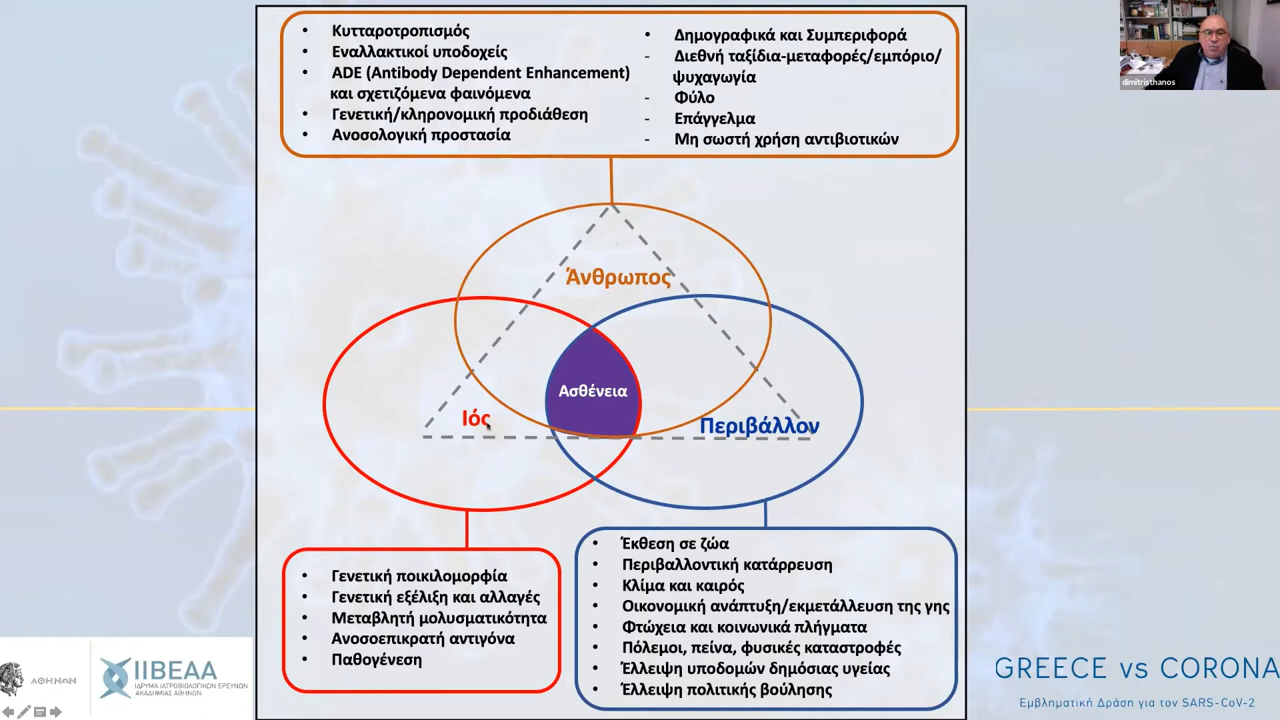 • Κυτταροτροπισμός
• Εναλλακτικοί υποδοχείς
• ADE (Antibody Dependent Enhancement)
και σχετιζόμενα φαινόμενα
• Γενετική/κληρονομική προδιάθεση
• Ανοσολογική προστασία
• Δημογραφικά και Συμπεριφορά
- Διεθνή ταξίδια-μεταφορές/εμπόριο/
ψυχαγωγία
- Φύλο
- Επάγγελμα
- Μη σωστή χρήση αντιβιοτικών
dimitristhanos
Άνθρωπος
Ασθένεια
Ιός
Περιβάλλον
• Γενετική ποικιλομορφία
• Γενετική εξέλιξη και αλλαγές
• Μεταβλητή μολυσματικότητα
• Ανοσοεπικρατή αντιγόνα
• Παθογένεση
• Έκθεση σε ζώα
• Περιβαλλοντική κατάρρευση
• Κλίμα και καιρός
• Οικονομική ανάπτυξη/εκμετάλλευση της γης
• Φτώχεια και κοινωνικά πλήγματα
• Πόλεμοι, πείνα, φυσικές καταστροφές
• Έλλειψη υποδομών δημόσιας υγείας
• Έλλειψη πολιτικής βούλησης
ΑΘΗΝΑΝ
ΙΙΒΕΑΑ
ΙΔΡΥΜΑ ΙΑΤΡΟΒΙΟΛΟΓΙΚΩΝ ΕΡΕΥΝΩΝ
ΑΚΑΔΗΜΙΑΣ ΑΘΗΝΩΝ
GREECE vs CORONA
Εμβληματική Δράση για τον SARS-CoV-2